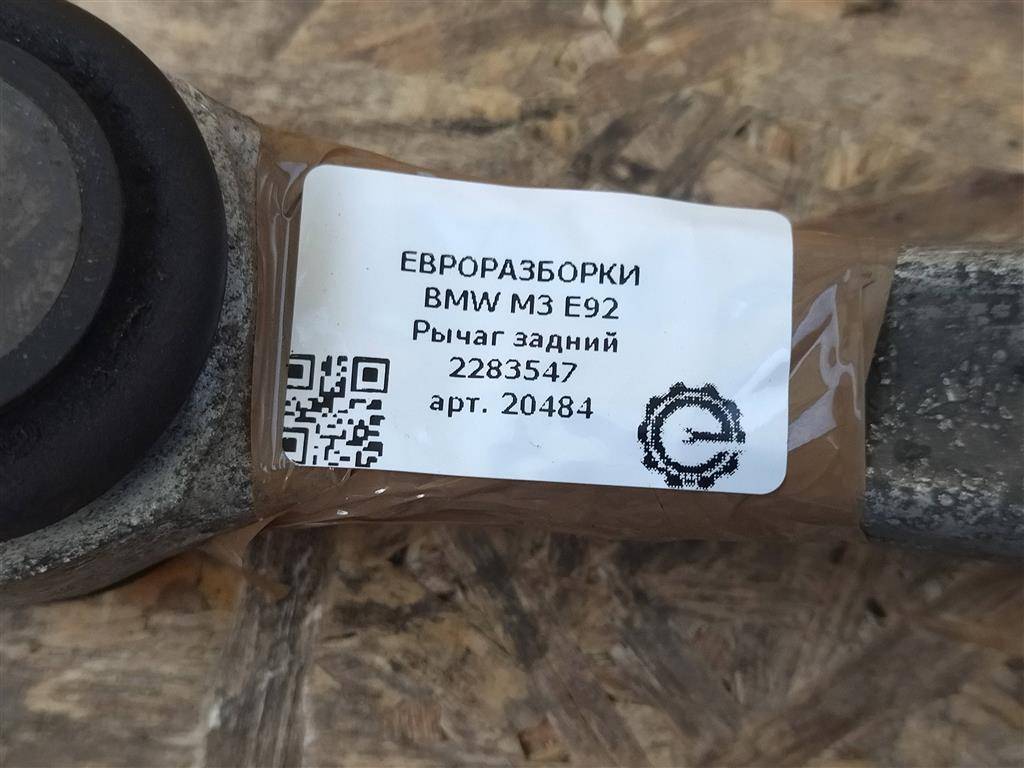 ЕВРОРАЗБОРКИ
BMW M3 E92
Рычаг задний
2283547
арт. 20484